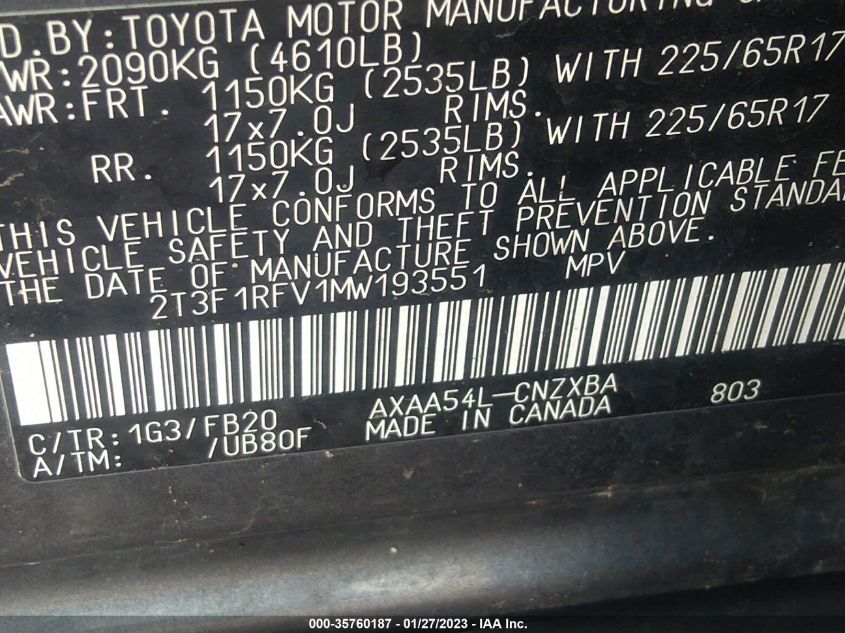 D.BY:TOYOTA MOTOR MANUFACTURING
WR:2090KG (4610LB)
AWR:FRT. 1150KG (2535LB) WITH 225/65R17
17x7.0J RIMS.
RR. 1150KG (2535LB) WITH 225/65R17
17x7.0J RIMS.
THIS VEHICLE CONFORMS TO ALL APPLICABLE FE
VEHICLE SAFETY AND THEFT PREVENTION STANDA
THE DATE OF MANUFACTURE SHOWN ABOVE.
2T3F1RFV1MW193551 MPV
C/TR:1G3/FB20 AXAA54L-CNZXBA 803
A/TM: /UB80F MADE IN CANADA
000-35760187 - 01/27/2023 - IAA Inc.